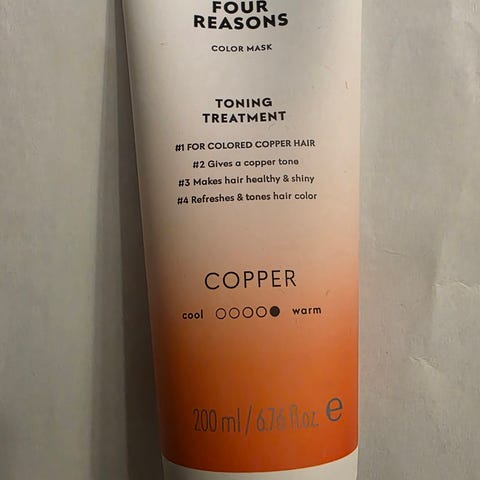 FOUR
REASONS
COLOR MASK
TONING
TREATMENT
#1 FOR COLORED COPPER HAIR
#2 Gives a copper tone
#3 Makes hair healthy & shiny
#4 Refreshes & tones hair color
COPPER
cool ○○○○● warm
200 ml / 6.76 fl.oz. ℮